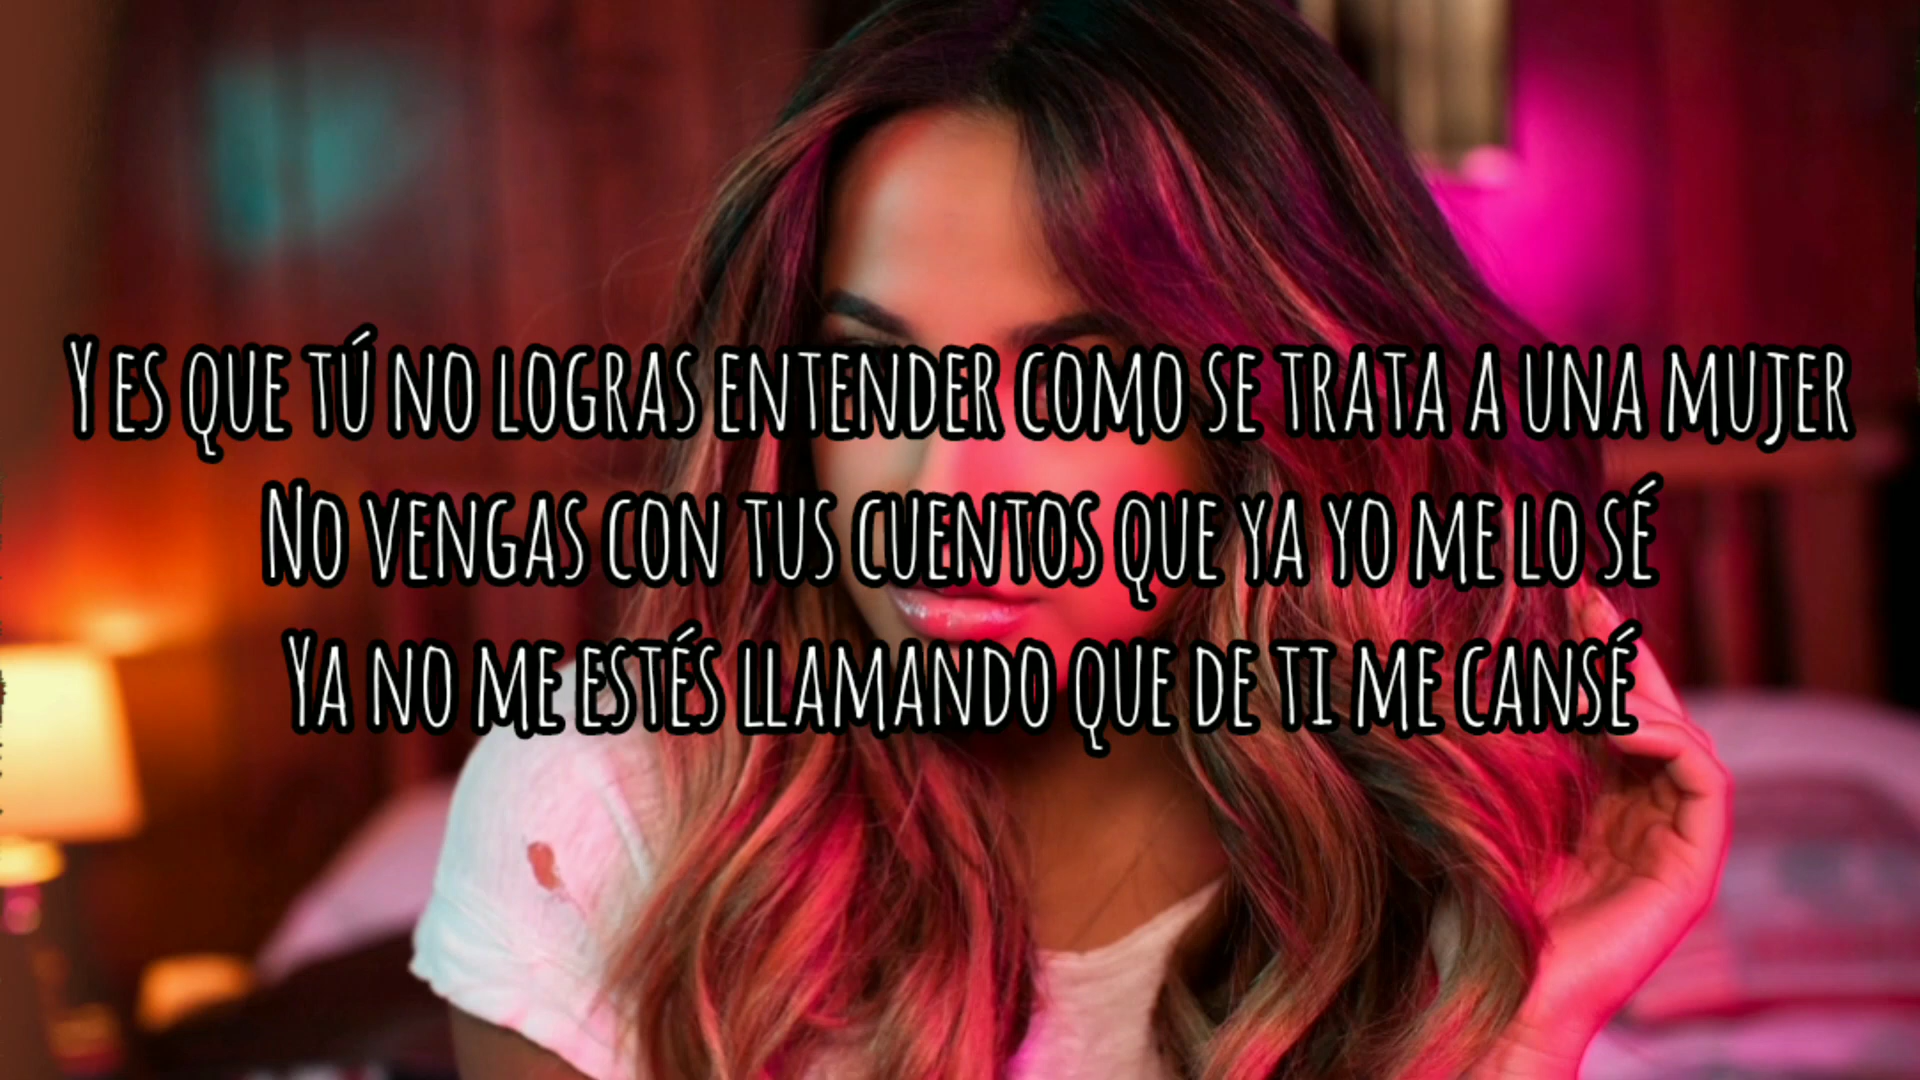 Y es que tú no logras entender como se trata a una mujer
No vengas con tus cuentos que ya yo me lo sé
Ya no me estés llamando que de ti me cansé